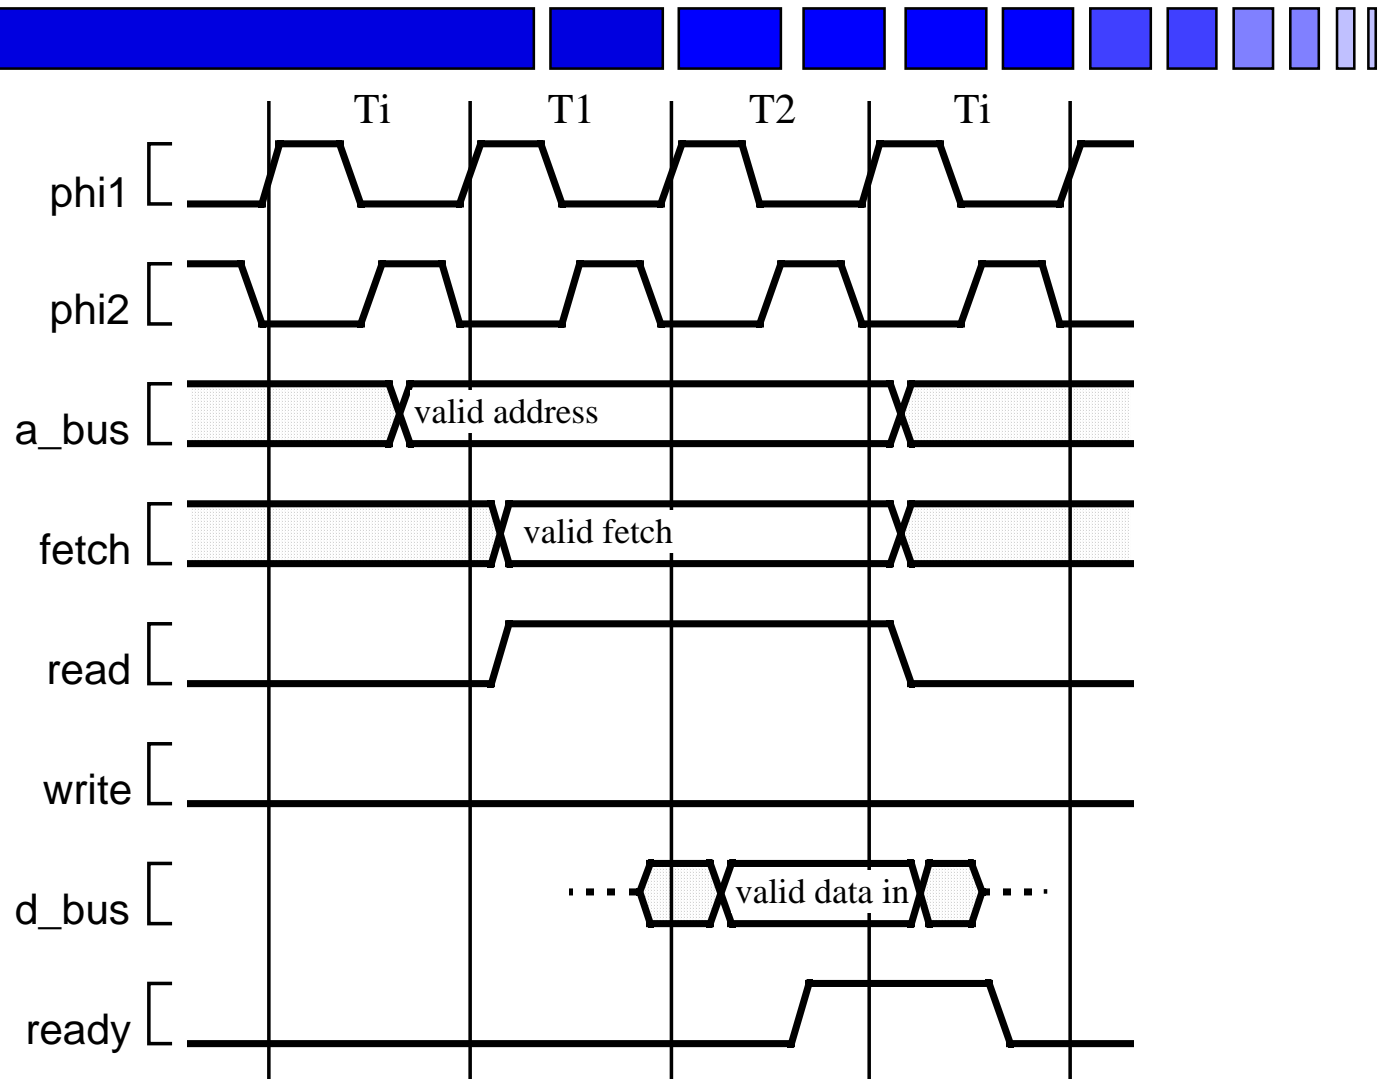 Ti T1 T2 Ti
phi1
phi2
a_bus valid address
fetch valid fetch
read
write
d_bus valid data in
ready